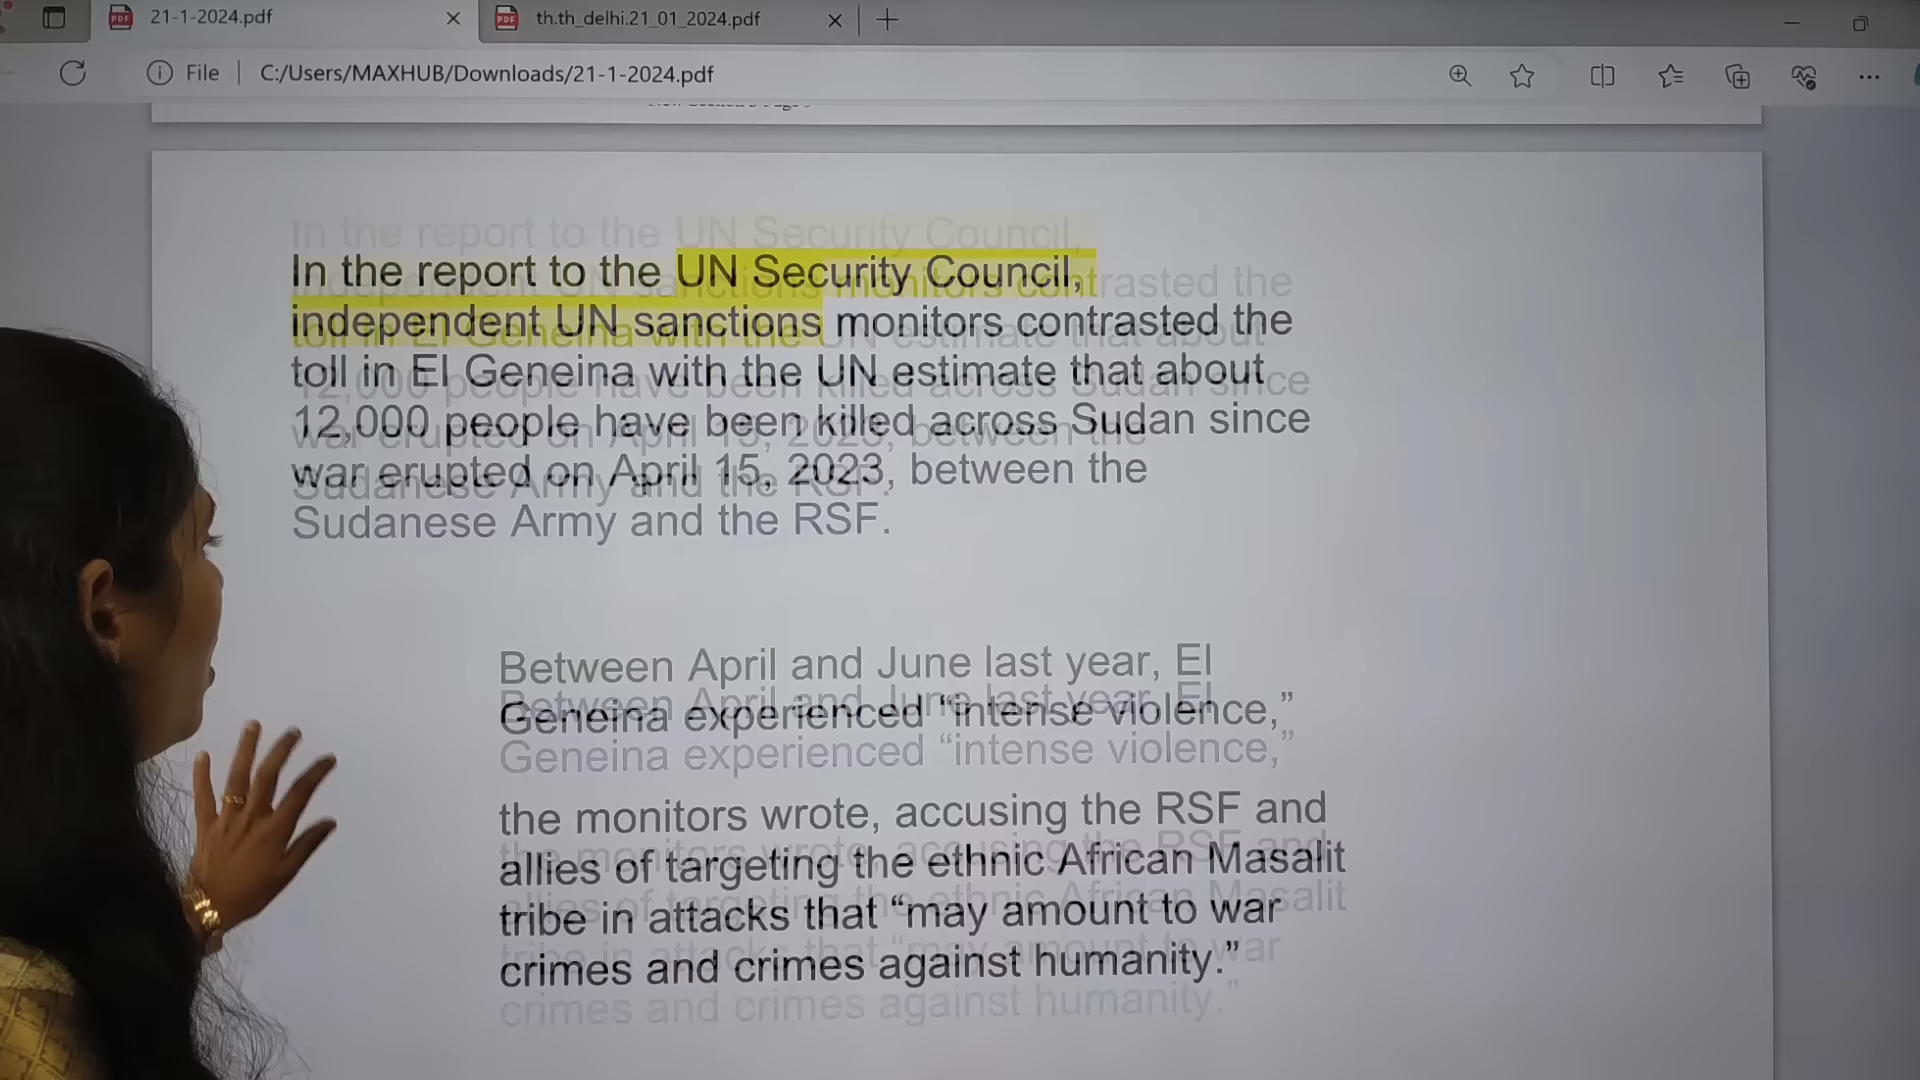 21-1-2024.pdf
th.th_delhi.21_01_2024.pdf
File
C:/Users/MAXHUB/Downloads/21-1-2024.pdf
In the report to the UN Security Council,
independent UN sanctions monitors contrasted the
toll in El Geneina with the UN estimate that about
12,000 people have been killed across Sudan since
war erupted on April 15, 2023, between the
Sudanese Army and the RSF.
Between April and June last year, El
Geneina experienced “intense violence,”
the monitors wrote, accusing the RSF and
allies of targeting the ethnic African Masalit
tribe in attacks that “may amount to war
crimes and crimes against humanity.”